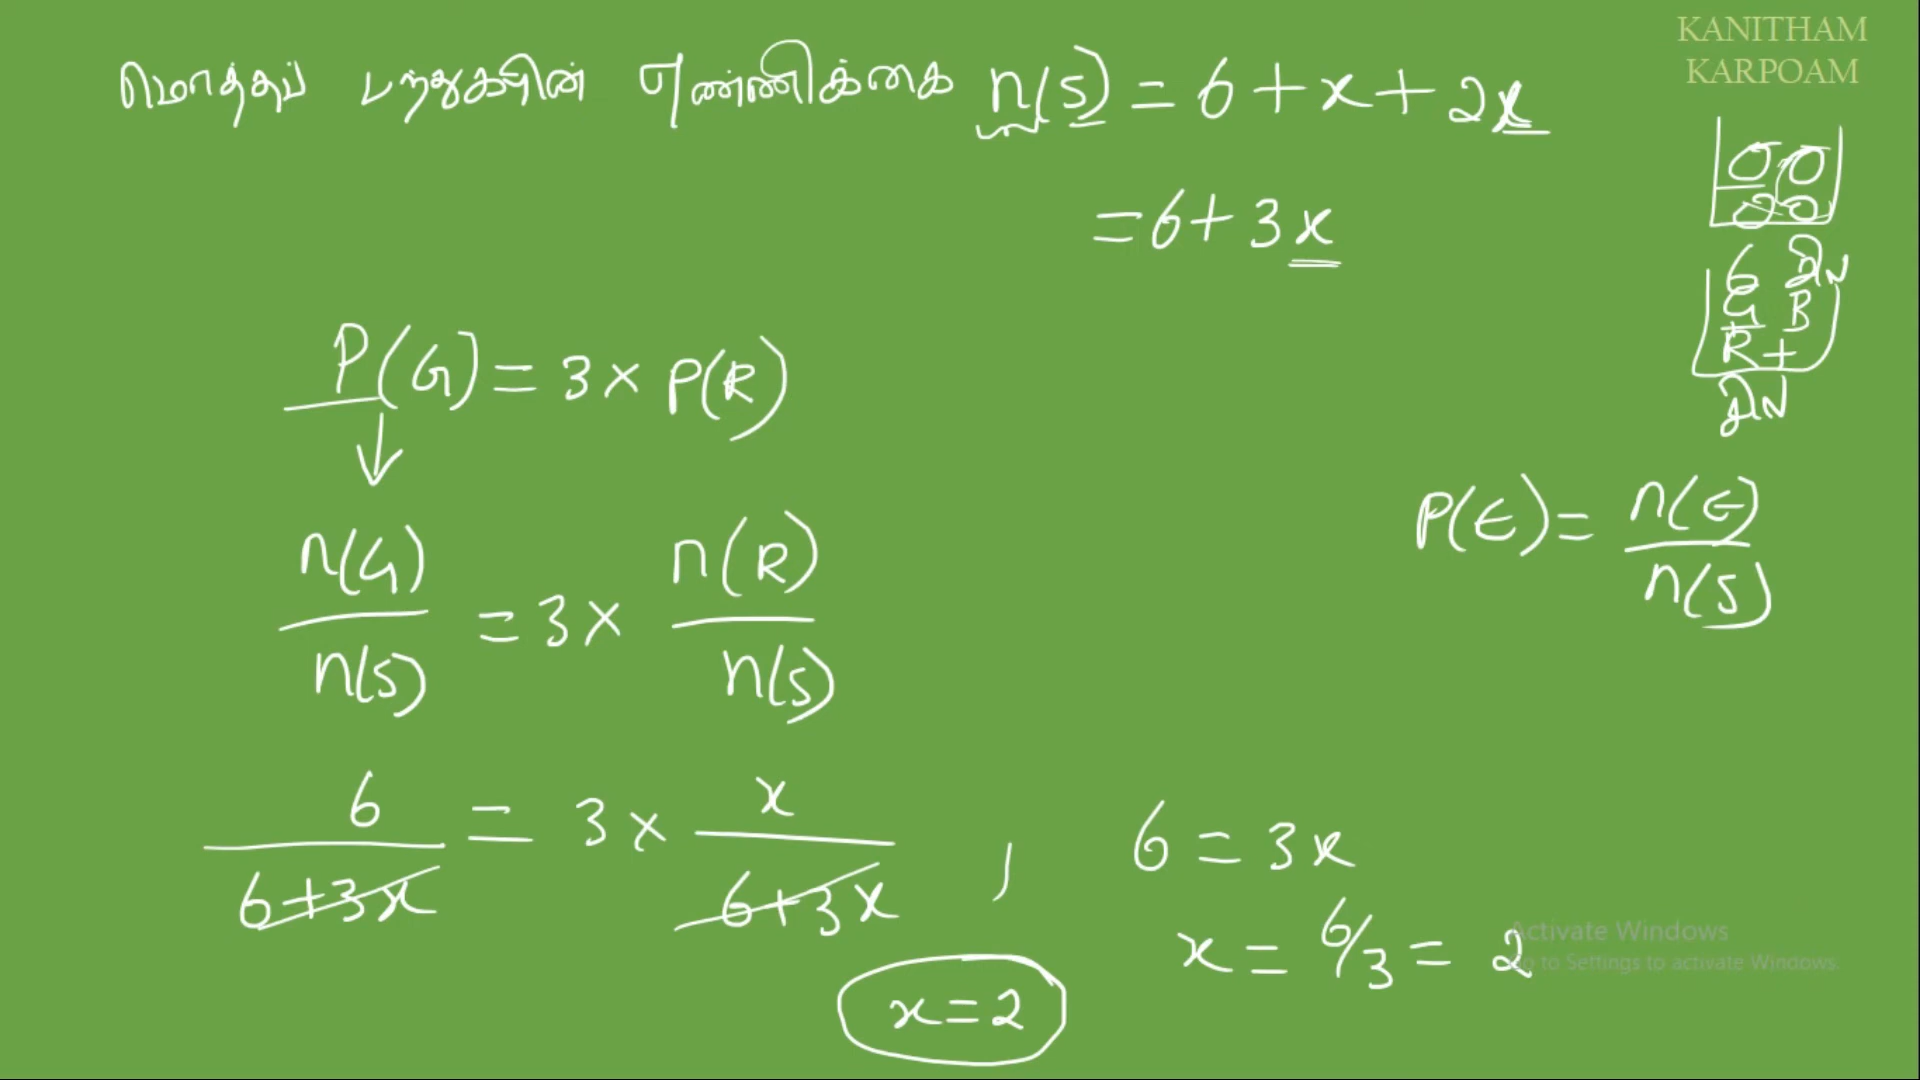 KANITHAM
KARPOAM
மொத்தப் பந்துகளின் எண்ணிக்கை n(S) = 6 + x + 2x
= 6 + 3x
6
G B
R +
P(G) = 3 × P(R)
P(E) = n(E) / n(S)
n(G) / n(S) = 3 × n(R) / n(S)
6 / 6+3x = 3 × x / 6+3x , 6 = 3x
x = 6/3 = 2
x = 2
Activate Windows
Go to Settings to activate Windows.